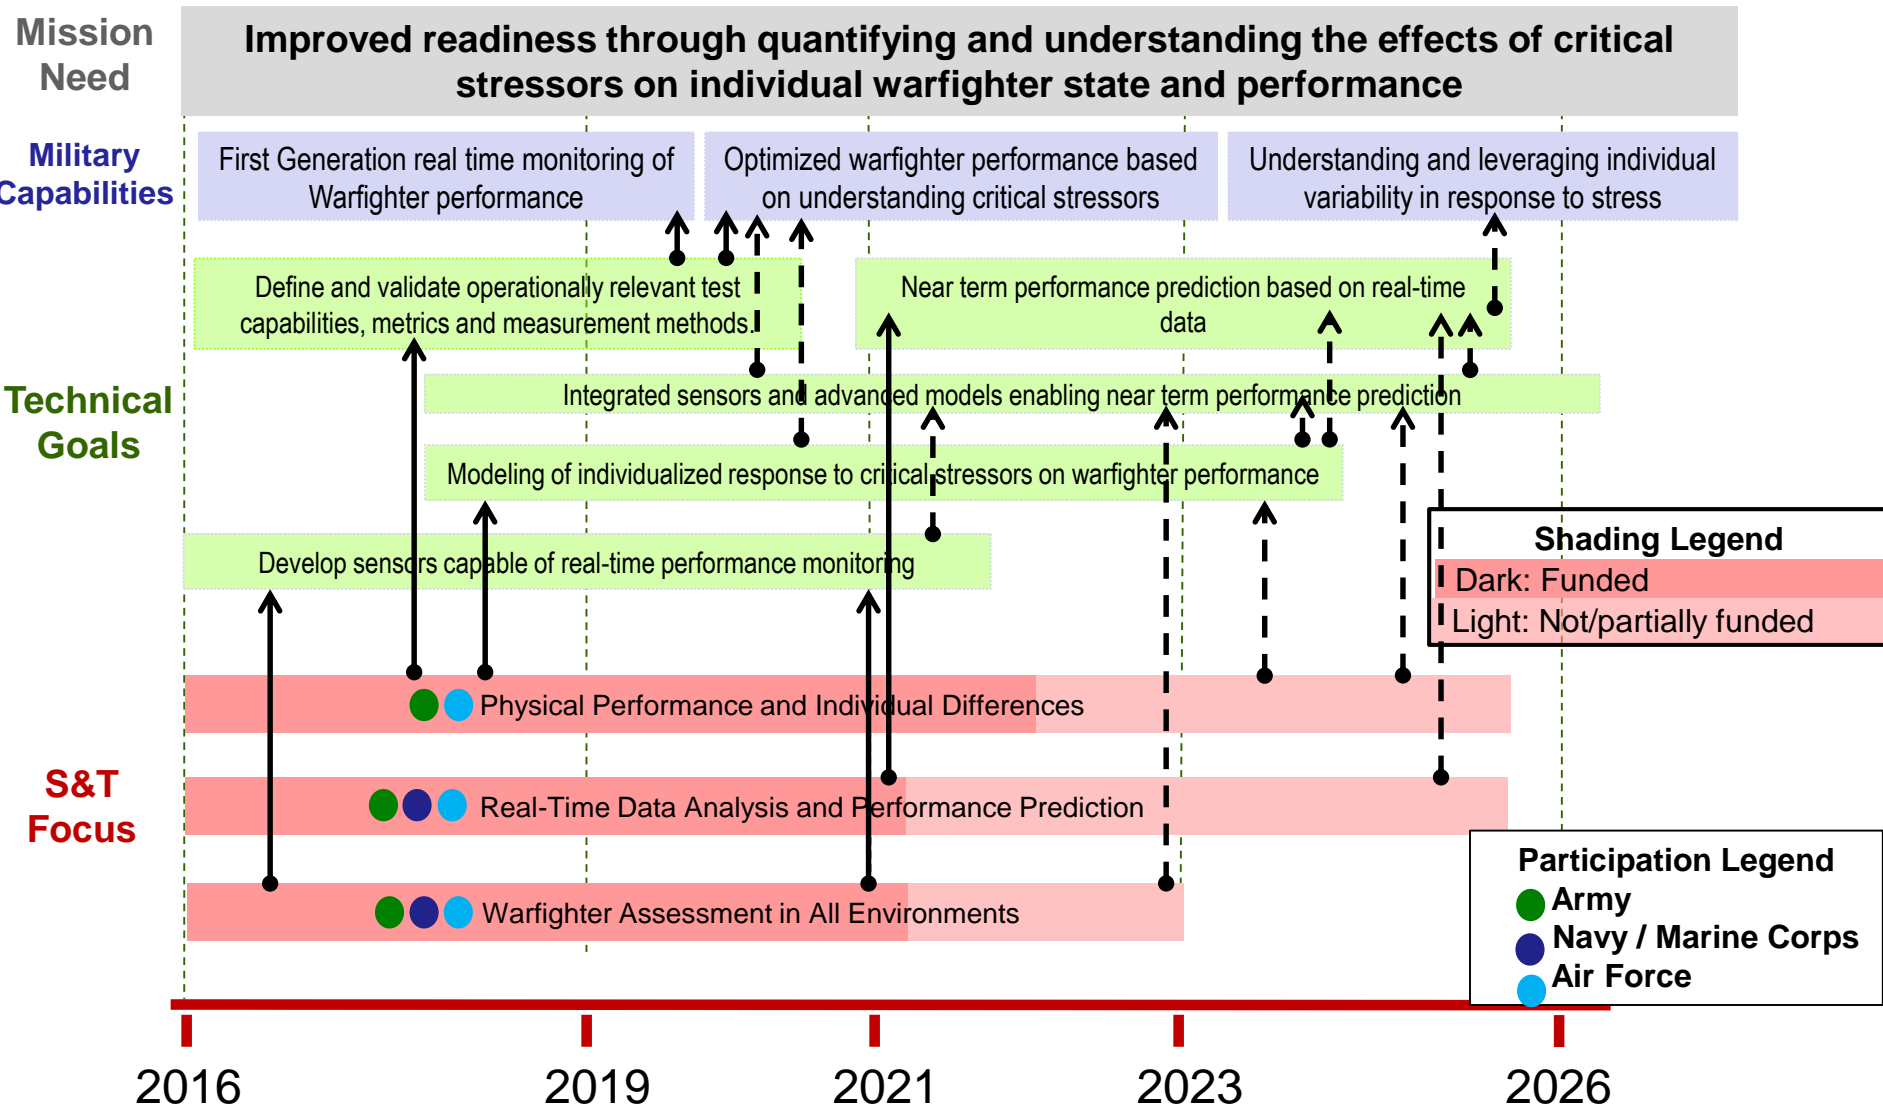 Mission
Need
Improved readiness through quantifying and understanding the effects of critical
stressors on individual warfighter state and performance
Military
Capabilities
First Generation real time monitoring of
Warfighter performance
Optimized warfighter performance based
on understanding critical stressors
Understanding and leveraging individual
variability in response to stress
Technical
Goals
Define and validate operationally relevant test
capabilities, metrics and measurement methods.
Near term performance prediction based on real-time
data
Integrated sensors and advanced models enabling near term performance prediction
Modeling of individualized response to critical stressors on warfighter performance
Develop sensors capable of real-time performance monitoring
Shading Legend
Dark: Funded
Light: Not/partially funded
S&T
Focus
Physical Performance and Individual Differences
Real-Time Data Analysis and Performance Prediction
Warfighter Assessment in All Environments
Participation Legend
Army
Navy / Marine Corps
Air Force
2016
2019
2021
2023
2026